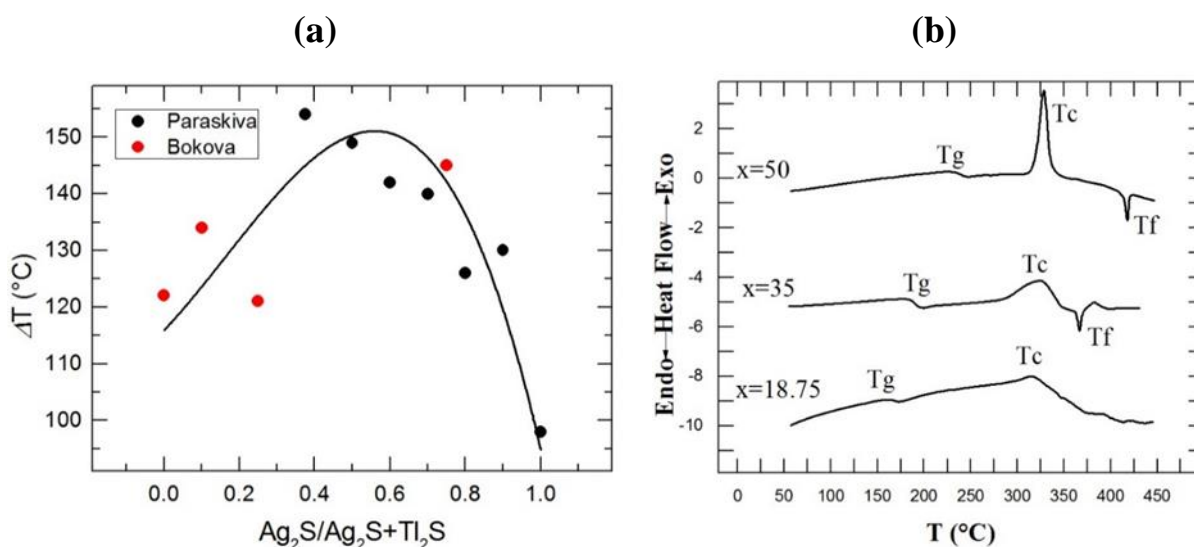 (a)
(b)
Paraskiva
Bokova
150
140
130
120
110
100
ΔT (°C)
0.0 0.2 0.4 0.6 0.8 1.0
Ag₂S/Ag₂S+Tl₂S
2
0
-2
-4
-6
-8
-10
Endo Heat Flow Exo
x=50
Tg
Tc
Tf
x=35
Tg
Tc
Tf
x=18.75
Tg
Tc
0 50 100 150 200 250 300 350 400 450
T (°C)